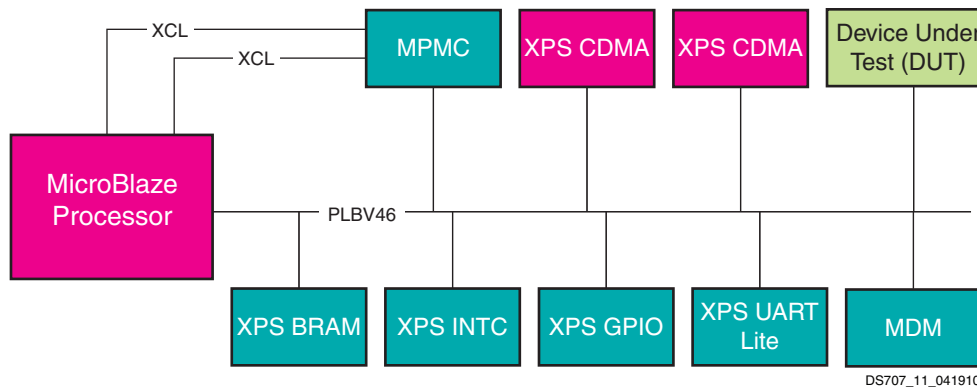 XCL
XCL
MPMC
XPS CDMA
XPS CDMA
Device Under
Test (DUT)
MicroBlaze
Processor
PLBV46
XPS BRAM
XPS INTC
XPS GPIO
XPS UART
Lite
MDM
DS707_11_041910